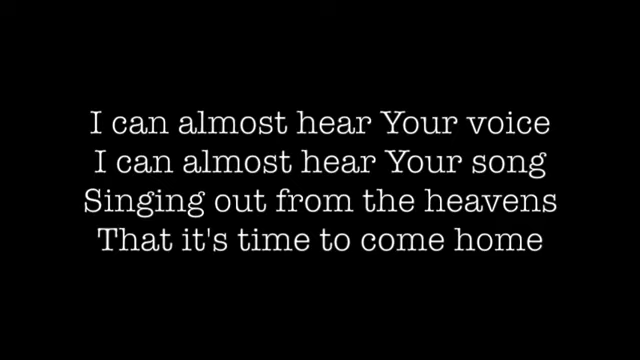 I can almost hear Your voice
I can almost hear Your song
Singing out from the heavens
That it's time to come home